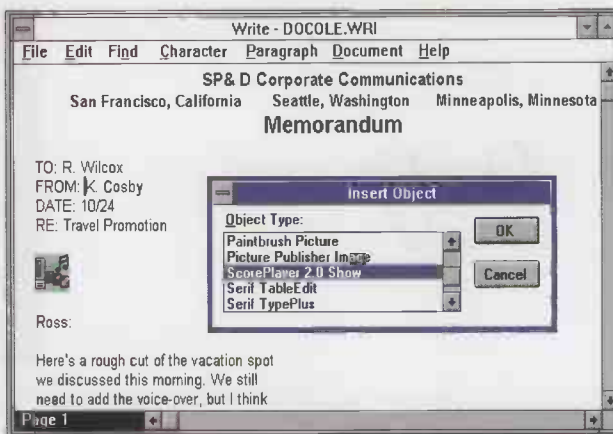 Write - DOCOLE.WRI
File Edit Find Character Paragraph Document Help
SP& D Corporate Communications
San Francisco, California Seattle, Washington Minneapolis, Minnesota
Memorandum
TO: R. Wilcox
FROM: K. Cosby
DATE: 10/24
RE: Travel Promotion
Ross:
Here's a rough cut of the vacation spot
we discussed this morning. We still
need to add the voice-over, but I think
Page 1
Insert Object
Object Type:
Paintbrush Picture
Picture Publisher Image
ScorePlayer 2.0 Show
Serif TableEdit
Serif TypePlus
OK
Cancel